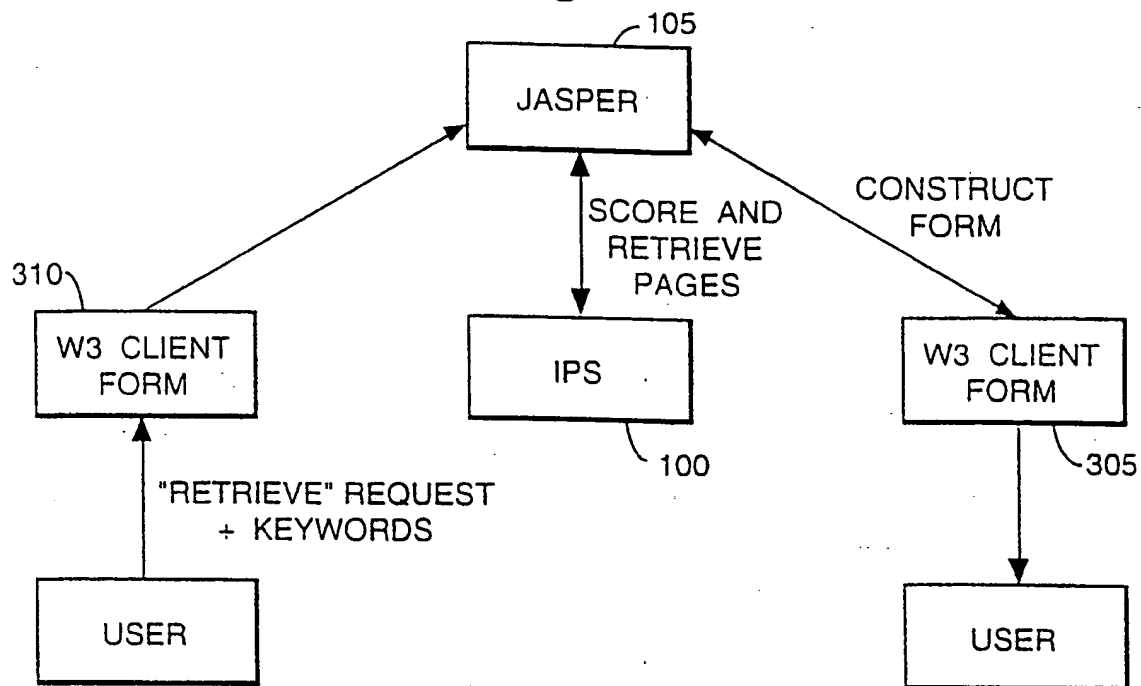 105
JASPER
CONSTRUCT
FORM
SCORE AND
RETRIEVE
PAGES
310
W3 CLIENT
FORM
IPS
W3 CLIENT
FORM
100
305
"RETRIEVE" REQUEST
+ KEYWORDS
USER
USER